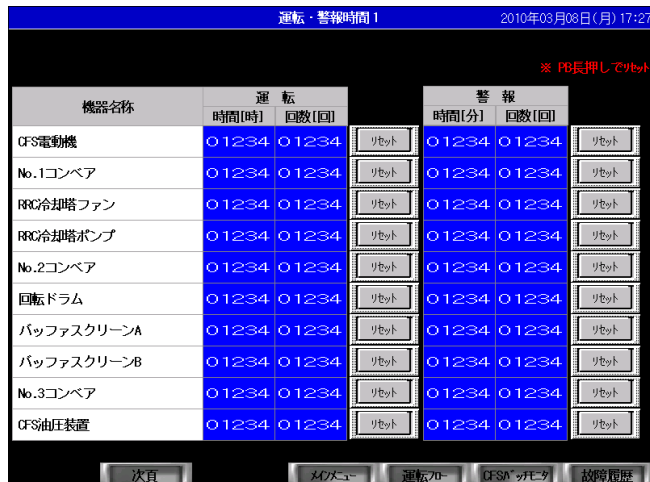 運転・警報時間1 2010年03月08日(月) 17:27
※ PB長押しでリセット
機器名称 運 転 警 報
時間[時] 回数[回] 時間[分] 回数[回]
CFS電動機 01234 01234 リセット 01234 01234 リセット
No.1コンベア 01234 01234 リセット 01234 01234 リセット
RRC冷却塔ファン 01234 01234 リセット 01234 01234 リセット
RRC冷却塔ポンプ 01234 01234 リセット 01234 01234 リセット
No.2コンベア 01234 01234 リセット 01234 01234 リセット
回転ドラム 01234 01234 リセット 01234 01234 リセット
バッファスクリーンA 01234 01234 リセット 01234 01234 リセット
バッファスクリーンB 01234 01234 リセット 01234 01234 リセット
No.3コンベア 01234 01234 リセット 01234 01234 リセット
CFS油圧装置 01234 01234 リセット 01234 01234 リセット
次頁 メインメニュー 運転フロー CFSバッチモニタ 故障履歴